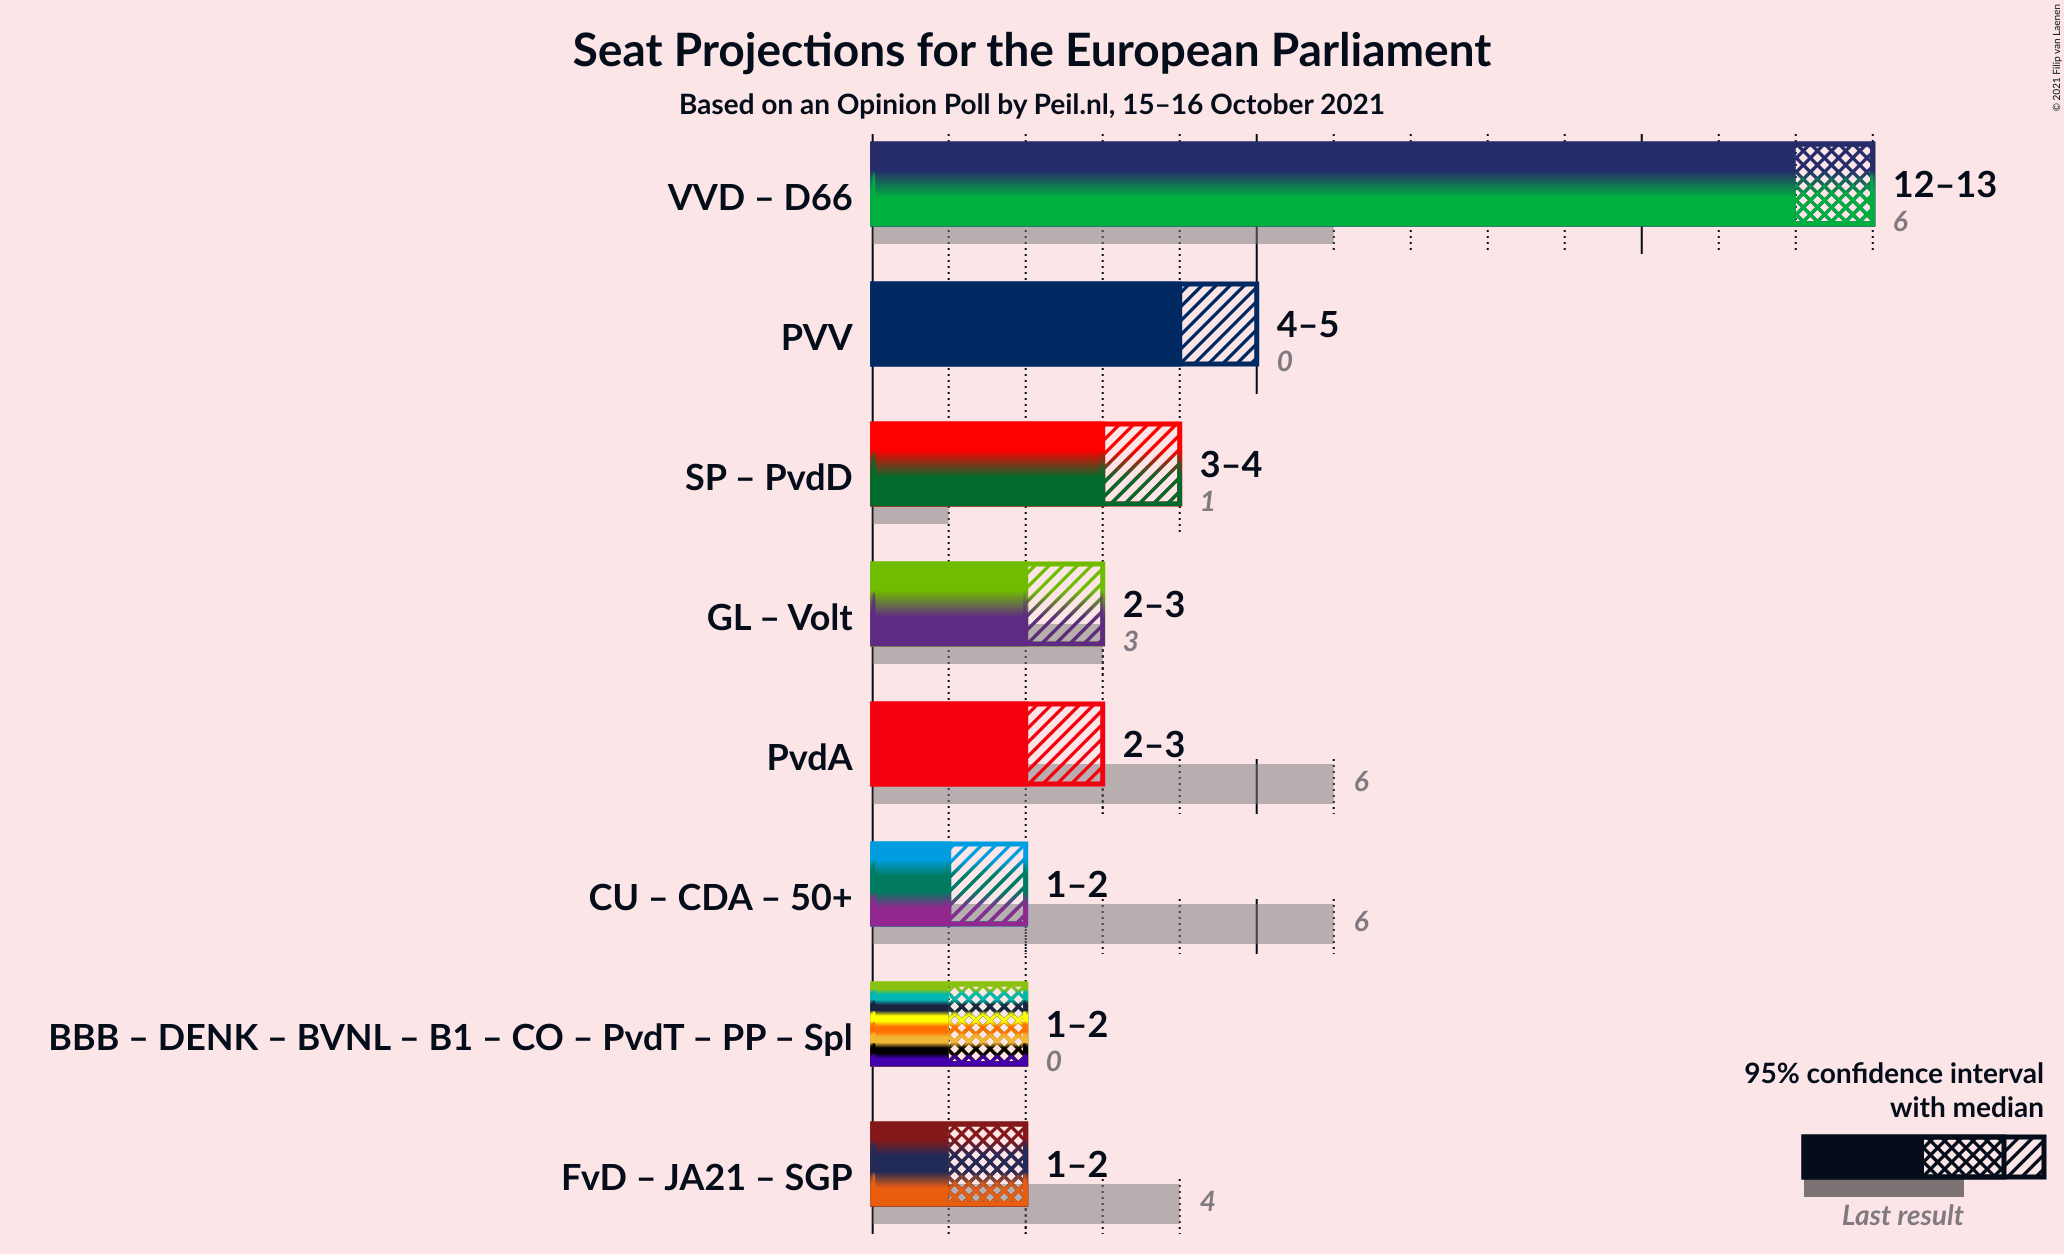 Seat Projections for the European Parliament
Based on an Opinion Poll by Peil.nl, 15–16 October 2021
© 2021 Filip van Laenen
VVD – D66
12–13
6
PVV
4–5
0
SP – PvdD
3–4
1
GL – Volt
2–3
3
PvdA
2–3
6
CU – CDA – 50+
1–2
6
BBB – DENK – BVNL – B1 – CO – PvdT – PP – Spl
1–2
0
FvD – JA21 – SGP
1–2
4
95% confidence interval
with median
Last result